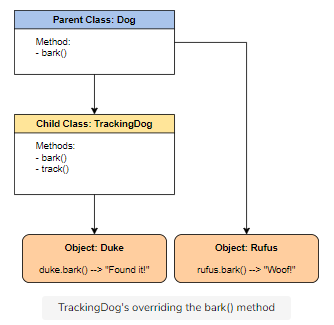 Parent Class: Dog
Method:
- bark()
Child Class: TrackingDog
Methods:
- bark()
- track()
Object: Duke
duke.bark() --> "Found it!"
Object: Rufus
rufus.bark() --> "Woof!"
TrackingDog's overriding the bark() method